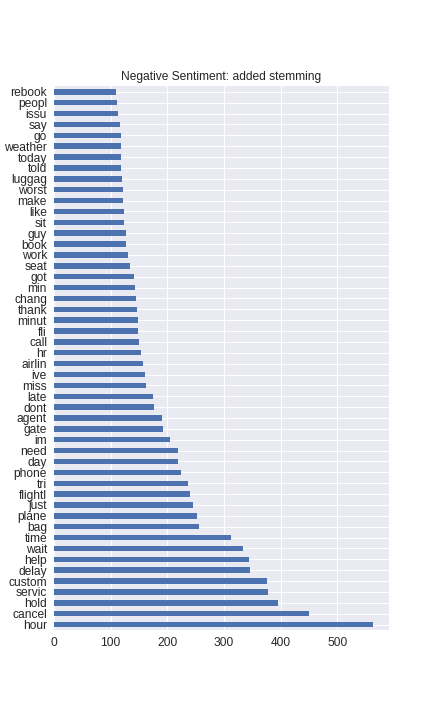 Negative Sentiment: added stemming
rebook
peopl
issu
say
go
weather
today
told
luggag
worst
make
like
sit
guy
book
work
seat
got
min
chang
thank
minut
fli
call
hr
airlin
ive
miss
late
dont
agent
gate
im
need
day
phone
tri
flightl
just
plane
bag
time
wait
help
delay
custom
servic
hold
cancel
hour
0 100 200 300 400 500